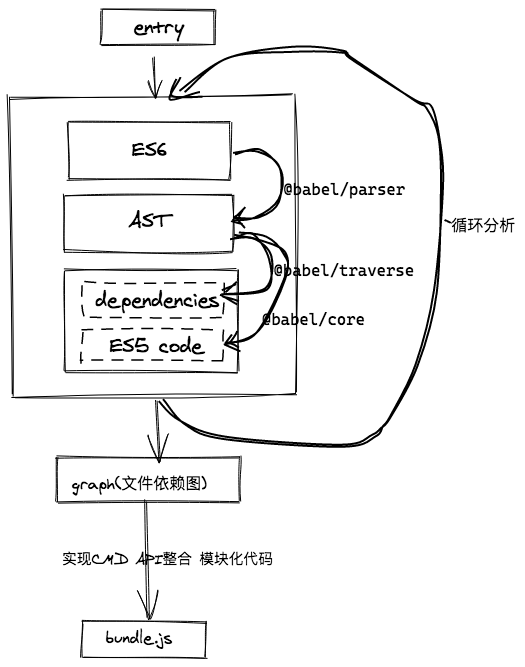 entry
ES6
@babel/parser
AST
循环分析
@babel/traverse
dependencies
@babel/core
ES5 code
graph(文件依赖图)
实现CMD API整合 模块化代码
bundle.js